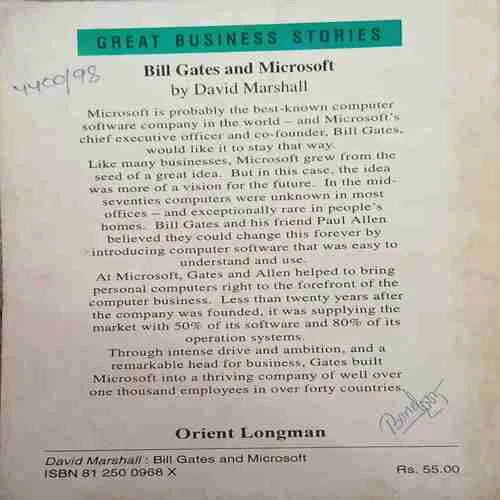 GREAT BUSINESS STORIES
4400/98
Bill Gates and Microsoft
by David Marshall
Microsoft is probably the best-known computer
software company in the world – and Microsoft's
chief executive officer and co-founder, Bill Gates,
would like it to stay that way.
Like many businesses, Microsoft grew from the
seed of a great idea. But in this case, the idea
was more of a vision for the future. In the mid-
seventies computers were unknown in most
offices – and exceptionally rare in people's
homes. Bill Gates and his friend Paul Allen
believed they could change this forever by
introducing computer software that was easy to
understand and use.
At Microsoft, Gates and Allen helped to bring
personal computers right to the forefront of the
computer business. Less than twenty years after
the company was founded, it was supplying the
market with 50% of its software and 80% of its
operation systems.
Through intense drive and ambition, and a
remarkable head for business, Gates built
Microsoft into a thriving company of well over
one thousand employees in over forty countries.
Orient Longman
David Marshall : Bill Gates and Microsoft
ISBN 81 250 0968 X
Rs. 55.00